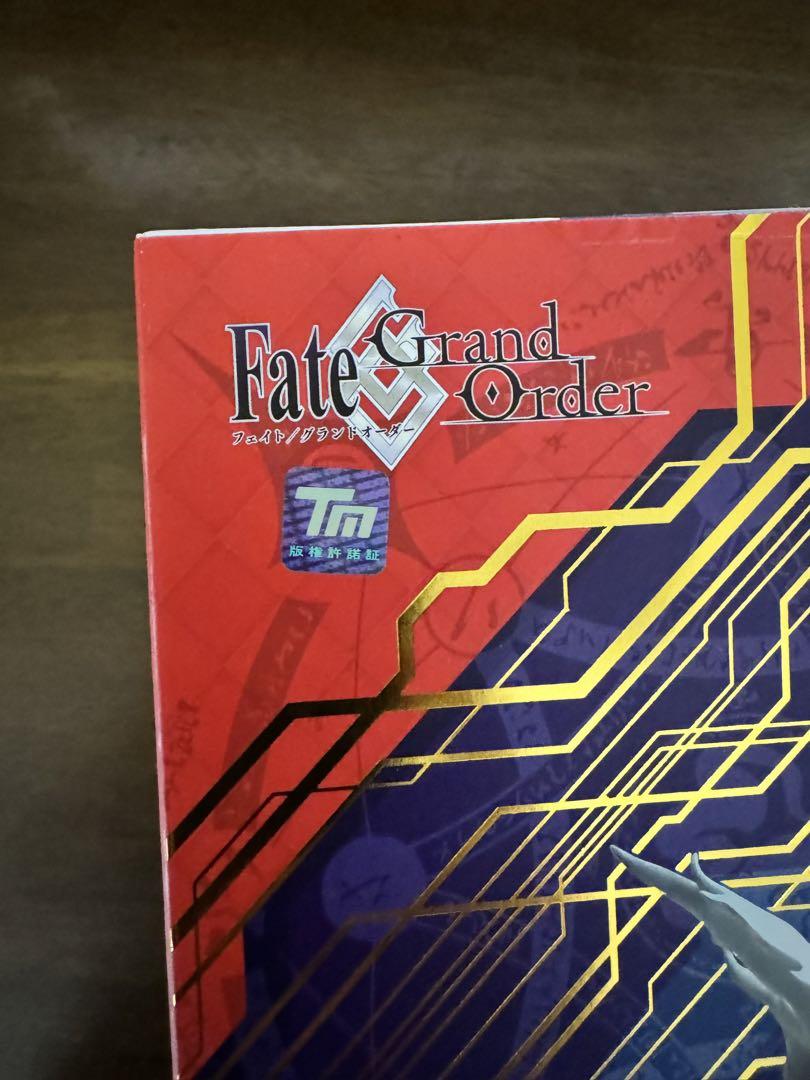 Fate
Grand
Order
フェイト／グランドオーダー
TM
版権許諾証